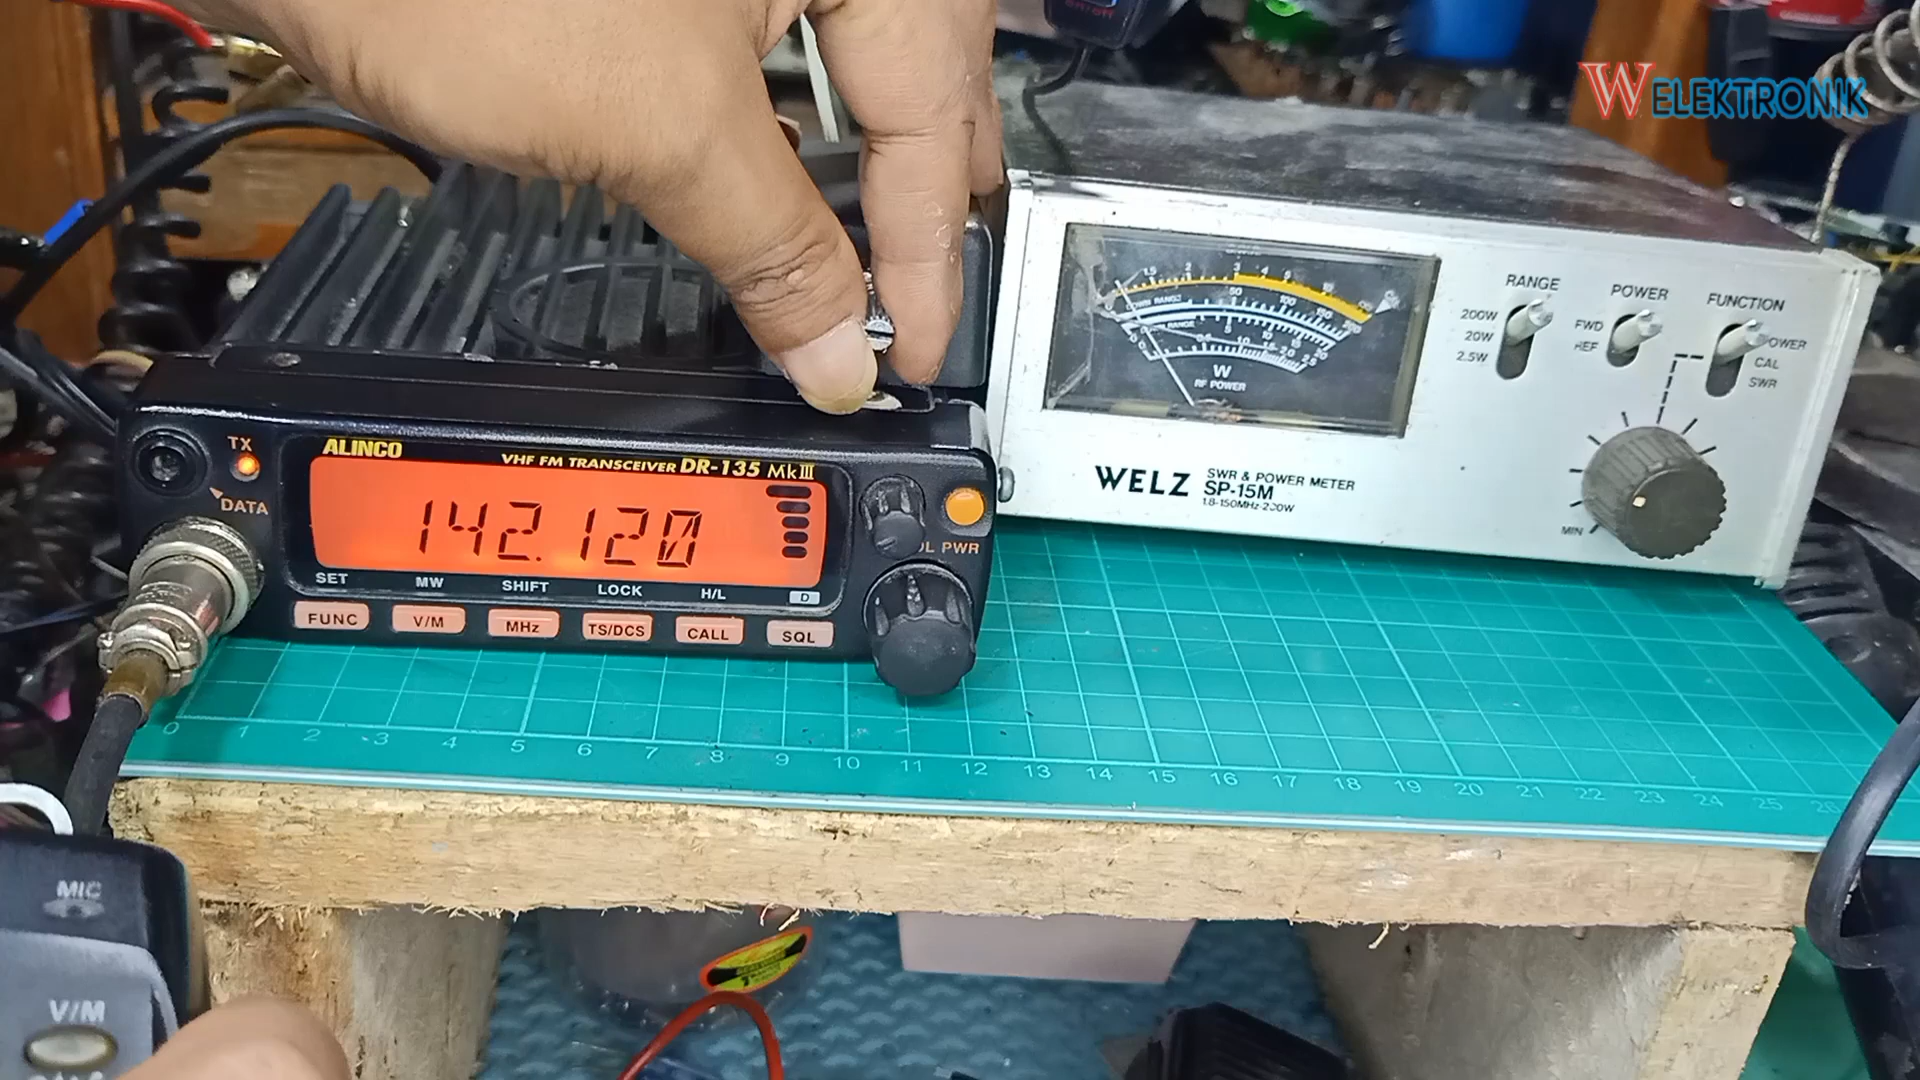 on/off
WELEKTRONIK
TX
DATA
ALINCO
VHF FM TRANSCEIVER DR-135 MkIII
142.120
PWR
SET MW SHIFT LOCK H/L D
FUNC V/M MHz TS/DCS CALL SQL
W
RF POWER
WELZ SWR & POWER METER
SP-15M
1.8-150MHz-200W
RANGE POWER FUNCTION
200W
20W
2.5W
FWD
REF
POWER
CAL
SWR
MIN
0 1 2 3 4 5 6 7 8 9 10 11 12 13 14 15 16 17 18 19 20 21 22 23 24 25 26
MIC
V/M